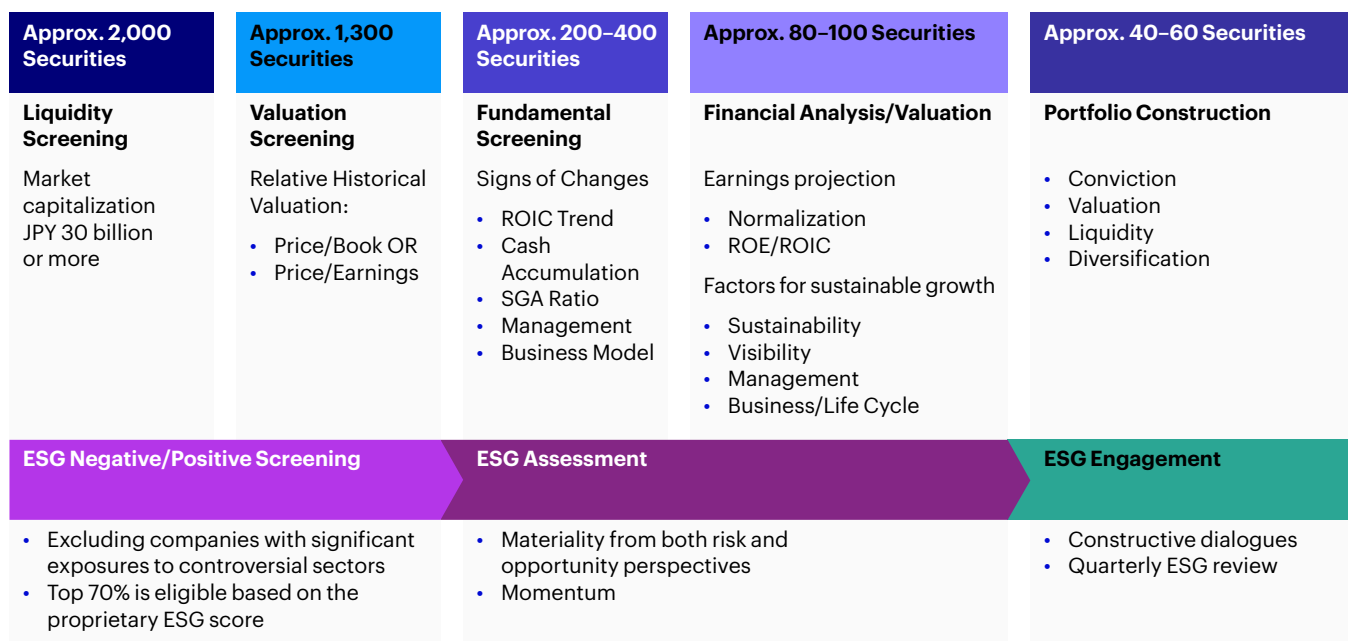 Approx. 2,000
Securities
Liquidity
Screening
Market
capitalization
JPY 30 billion
or more
Approx. 1,300
Securities
Valuation
Screening
Relative Historical
Valuation:
• Price/Book OR
• Price/Earnings
Approx. 200–400
Securities
Fundamental
Screening
Signs of Changes
• ROIC Trend
• Cash
Accumulation
• SGA Ratio
• Management
• Business Model
Approx. 80–100 Securities
Financial Analysis/Valuation
Earnings projection
• Normalization
• ROE/ROIC
Factors for sustainable growth
• Sustainability
• Visibility
• Management
• Business/Life Cycle
Approx. 40–60 Securities
Portfolio Construction
• Conviction
• Valuation
• Liquidity
• Diversification
ESG Negative/Positive Screening
• Excluding companies with significant
exposures to controversial sectors
• Top 70% is eligible based on the
proprietary ESG score
ESG Assessment
• Materiality from both risk and
opportunity perspectives
• Momentum
ESG Engagement
• Constructive dialogues
• Quarterly ESG review